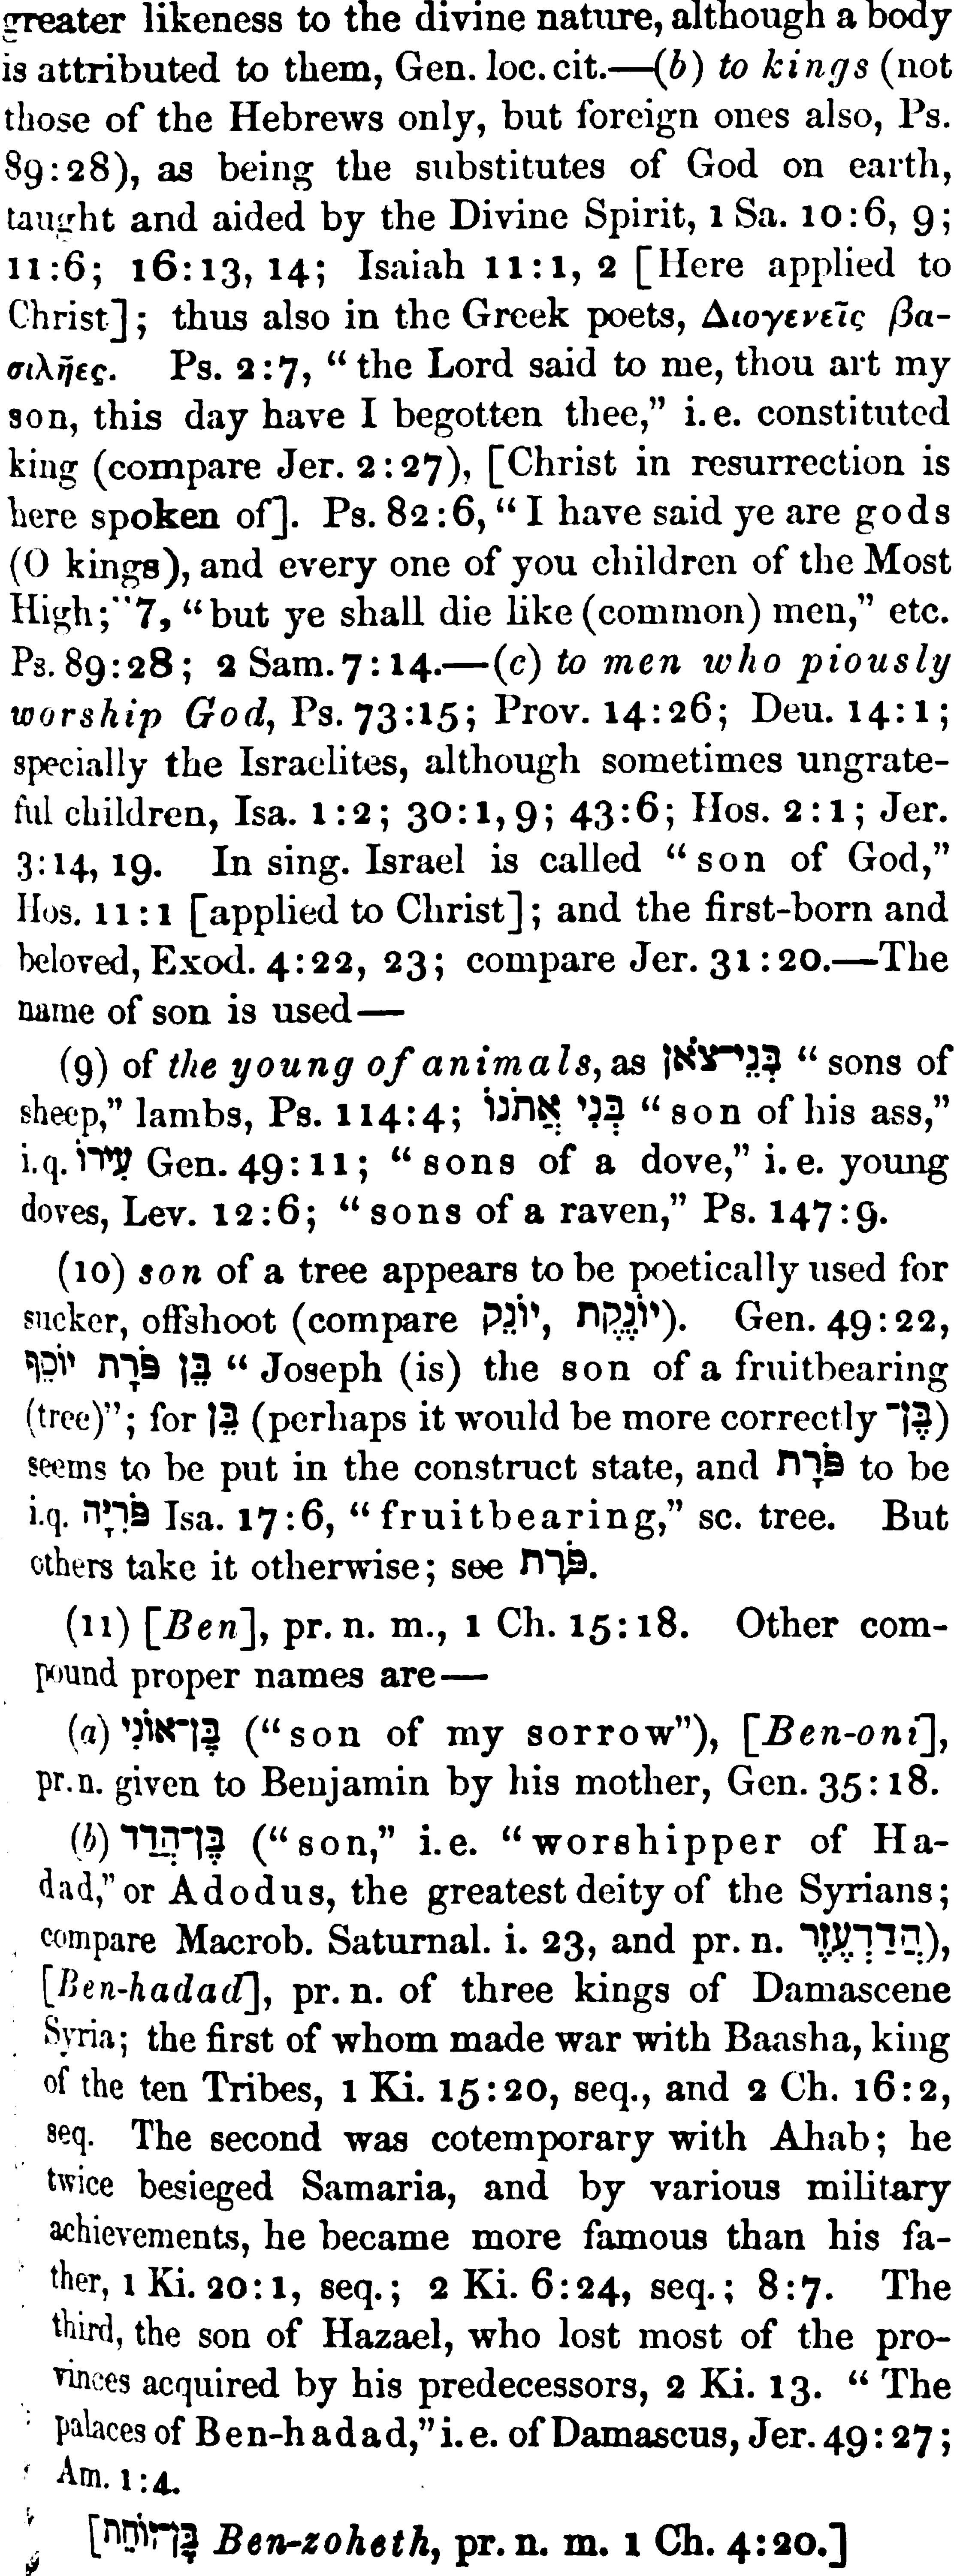 greater likeness to the divine nature, although a body
is attributed to them, Gen. loc. cit.—(b) to kings (not
those of the Hebrews only, but foreign ones also, Ps.
89:28), as being the substitutes of God on earth,
taught and aided by the Divine Spirit, 1 Sa. 10:6, 9;
11:6; 16:13, 14; Isaiah 11:1, 2 [Here applied to
Christ]; thus also in the Greek poets, Διογενεῖς βα-
σιλῆες. Ps. 2:7, “the Lord said to me, thou art my
son, this day have I begotten thee,” i.e. constituted
king (compare Jer. 2:27), [Christ in resurrection is
here spoken of]. Ps. 82:6, “I have said ye are gods
(O kings), and every one of you children of the Most
High;” 7, “but ye shall die like (common) men,” etc.
Ps. 89:28; 2 Sam. 7:14.—(c) to men who piously
worship God, Ps. 73:15; Prov. 14:26; Deu. 14:1;
specially the Israelites, although sometimes ungrate-
ful children, Isa. 1:2; 30:1, 9; 43:6; Hos. 2:1; Jer.
3:14, 19. In sing. Israel is called “son of God,”
Hos. 11:1 [applied to Christ]; and the first-born and
beloved, Exod. 4:22, 23; compare Jer. 31:20.—The
name of son is used—
(9) of the young of animals, as בְּנֵי־צֹאן “sons of
sheep,” lambs, Ps. 114:4; בְּנִי אֲתֹנוֹ “son of his ass,”
i.q. עִירוֹ Gen. 49:11; “sons of a dove,” i.e. young
doves, Lev. 12:6; “sons of a raven,” Ps. 147:9.
(10) son of a tree appears to be poetically used for
sucker, offshoot (compare יוֹנֵק, יוֹנֶקֶת). Gen. 49:22,
בֵּן פֹּרָת יוֹסֵף “Joseph (is) the son of a fruitbearing
(tree)”; for בֵּן (perhaps it would be more correctly בֶּן־)
seems to be put in the construct state, and פֹּרָת to be
i.q. פֹּרִיָּה Isa. 17:6, “fruitbearing,” sc. tree. But
others take it otherwise; see פֹּרָת.
(11) [Ben], pr. n. m., 1 Ch. 15:18. Other com-
pound proper names are—
(a) בֶּן־אוֹנִי (“son of my sorrow”), [Ben-oni],
pr. n. given to Benjamin by his mother, Gen. 35:18.
(b) בֶּן־הֲדַד (“son,” i.e. “worshipper of Ha-
dad,” or Adodus, the greatest deity of the Syrians;
compare Macrob. Saturnal. i. 23, and pr. n. הֲדַדְעֶזֶר),
[Ben-hadad], pr. n. of three kings of Damascene
Syria; the first of whom made war with Baasha, king
of the ten Tribes, 1 Ki. 15:20, seq., and 2 Ch. 16:2,
seq. The second was cotemporary with Ahab; he
twice besieged Samaria, and by various military
achievements, he became more famous than his fa-
ther, 1 Ki. 20:1, seq.; 2 Ki. 6:24, seq.; 8:7. The
third, the son of Hazael, who lost most of the pro-
vinces acquired by his predecessors, 2 Ki. 13. “The
palaces of Ben-hadad,” i.e. of Damascus, Jer. 49:27;
Am. 1:4.
[בֶּן־זוֹחֵת Ben-zoheth, pr. n. m. 1 Ch. 4:20.]